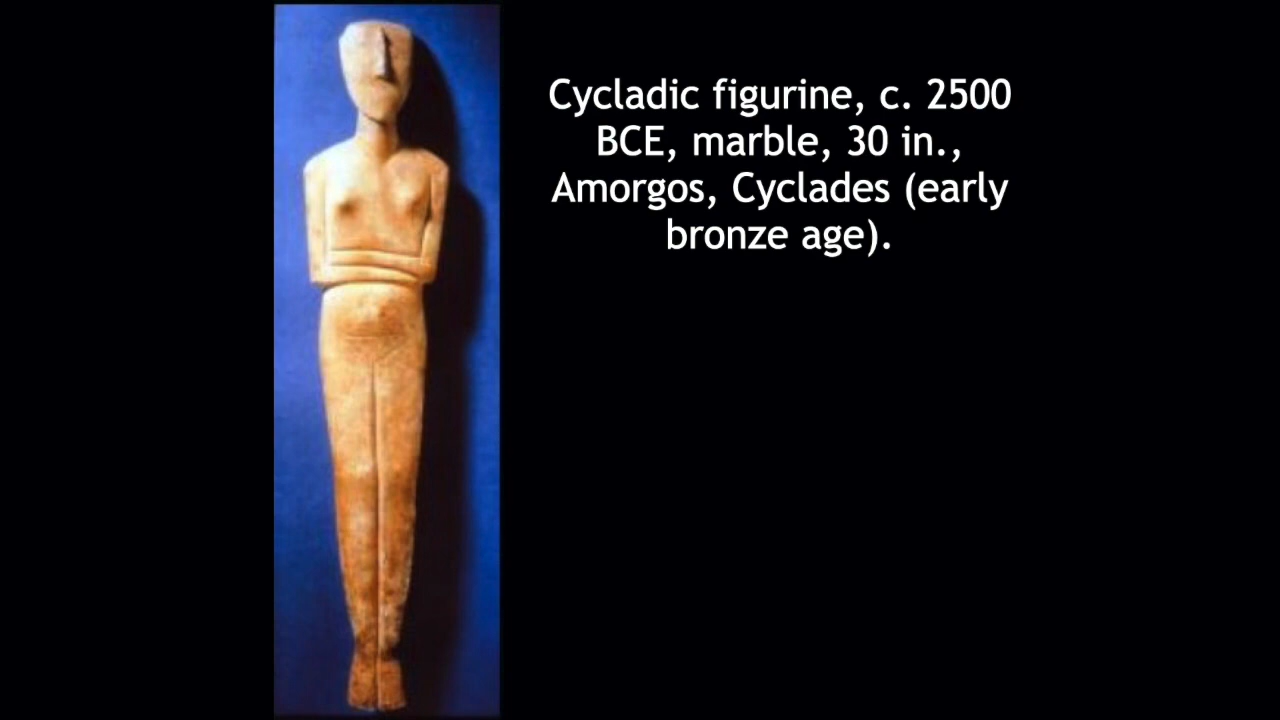 Cycladic figurine, c. 2500
BCE, marble, 30 in.,
Amorgos, Cyclades (early
bronze age).